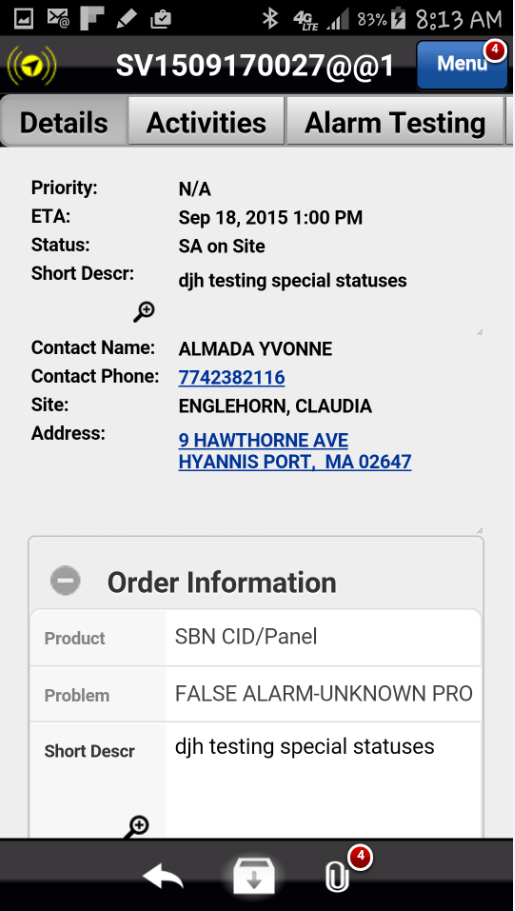 4G LTE 83% 8:13 AM
SV1509170027@@1 Menu 4
Details Activities Alarm Testing
Priority: N/A
ETA: Sep 18, 2015 1:00 PM
Status: SA on Site
Short Descr: djh testing special statuses
Contact Name: ALMADA YVONNE
Contact Phone: 7742382116
Site: ENGLEHORN, CLAUDIA
Address: 9 HAWTHORNE AVE
HYANNIS PORT, MA 02647
Order Information
Product SBN CID/Panel
Problem FALSE ALARM-UNKNOWN PRO
Short Descr djh testing special statuses
4